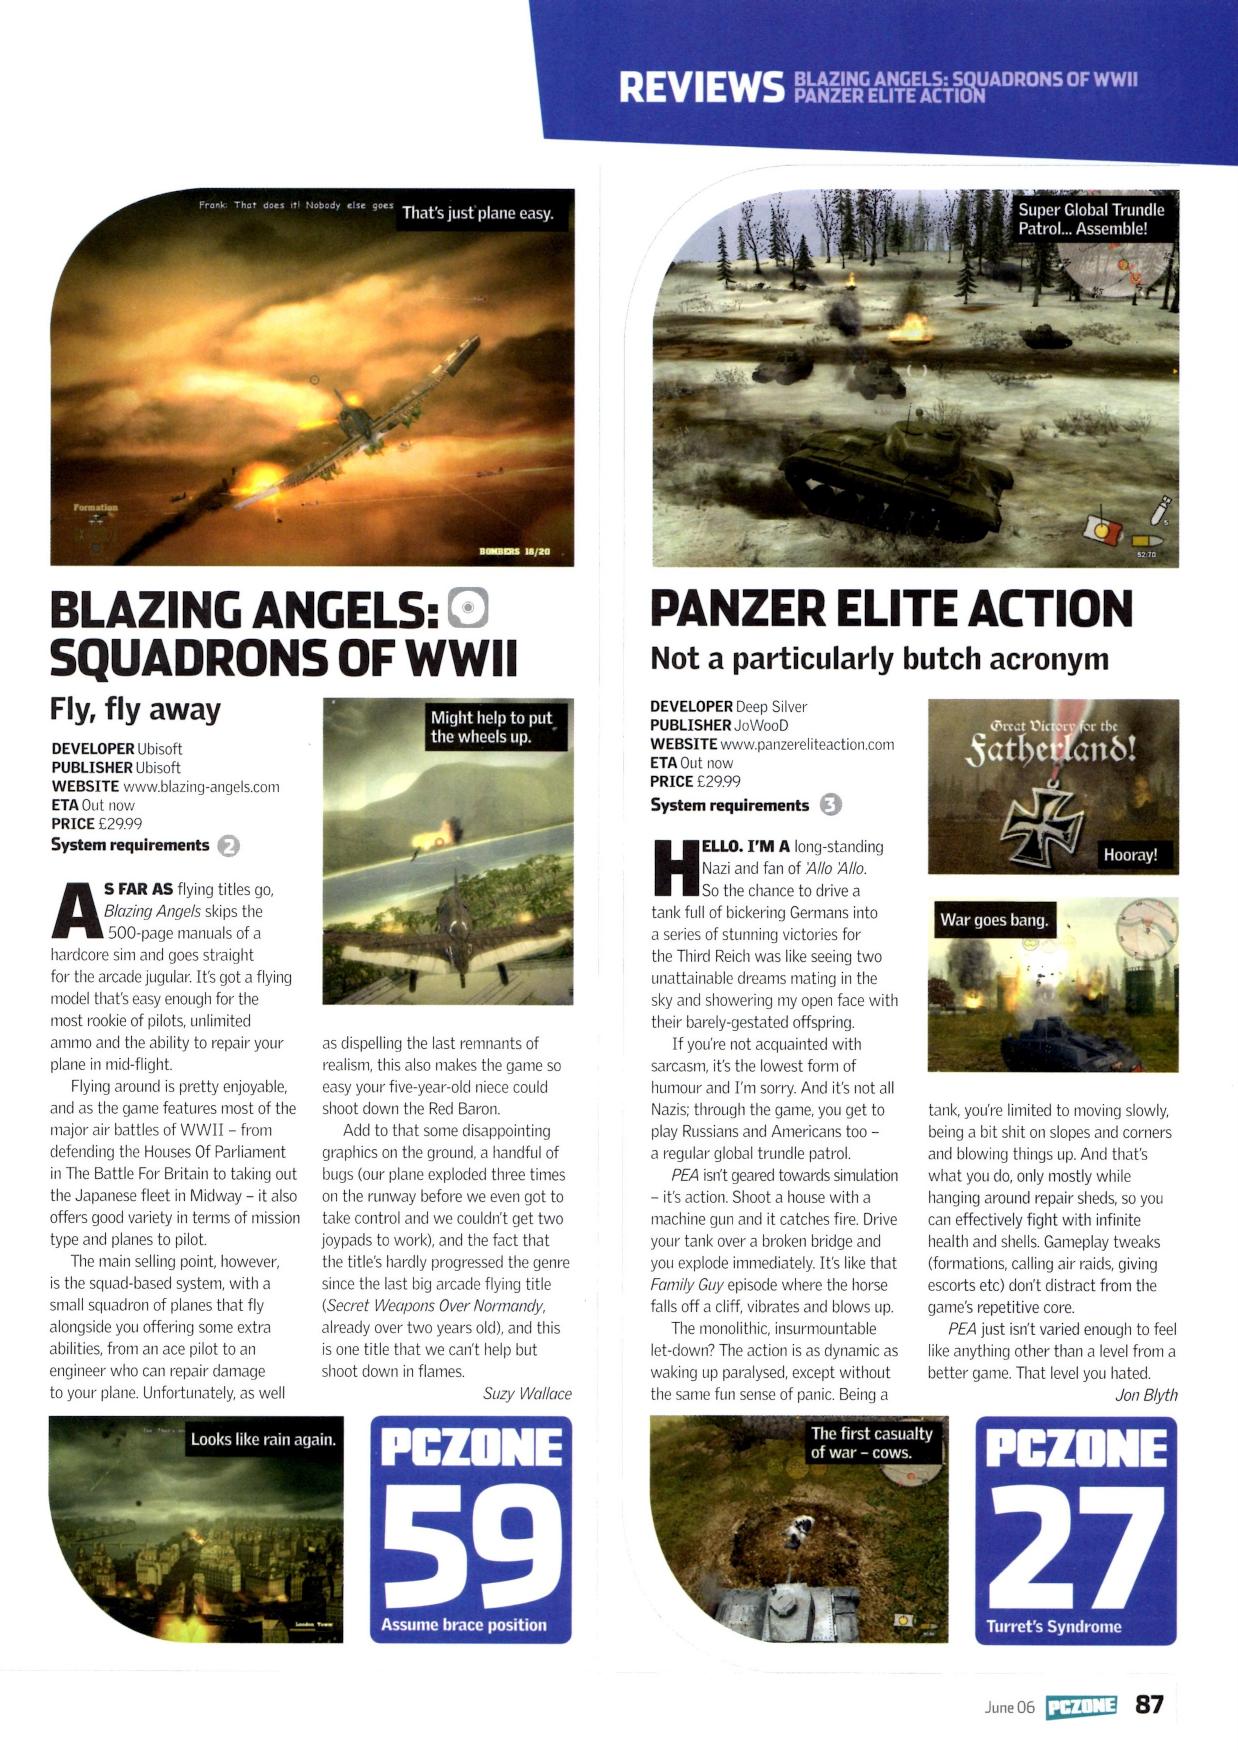 REVIEWS
BLAZING ANGELS: SQUADRONS OF WWII
PANZER ELITE ACTION
Frank: That does it! Nobody else goes
That's just plane easy.
Formation
BOMBERS 18/20
BLAZING ANGELS:
SQUADRONS OF WWII
Fly, fly away
DEVELOPER Ubisoft
PUBLISHER Ubisoft
WEBSITE www.blazing-angels.com
ETA Out now
PRICE £29.99
System requirements 2
AS FAR AS flying titles go,
Blazing Angels skips the
500-page manuals of a
hardcore sim and goes straight
for the arcade jugular. It's got a flying
model that's easy enough for the
most rookie of pilots, unlimited
ammo and the ability to repair your
plane in mid-flight.
Flying around is pretty enjoyable,
and as the game features most of the
major air battles of WWII – from
defending the Houses Of Parliament
in The Battle For Britain to taking out
the Japanese fleet in Midway – it also
offers good variety in terms of mission
type and planes to pilot.
The main selling point, however,
is the squad-based system, with a
small squadron of planes that fly
alongside you offering some extra
abilities, from an ace pilot to an
engineer who can repair damage
to your plane. Unfortunately, as well
Might help to put
the wheels up.
as dispelling the last remnants of
realism, this also makes the game so
easy your five-year-old niece could
shoot down the Red Baron.
Add to that some disappointing
graphics on the ground, a handful of
bugs (our plane exploded three times
on the runway before we even got to
take control and we couldn't get two
joypads to work), and the fact that
the title's hardly progressed the genre
since the last big arcade flying title
(Secret Weapons Over Normandy,
already over two years old), and this
is one title that we can't help but
shoot down in flames.
Suzy Wallace
Looks like rain again.
London Tower
PCZONE
59
Assume brace position
Super Global Trundle
Patrol... Assemble!
5
52:70
PANZER ELITE ACTION
Not a particularly butch acronym
DEVELOPER Deep Silver
PUBLISHER JoWooD
WEBSITE www.panzereliteaction.com
ETA Out now
PRICE £29.99
System requirements 3
HELLO. I'M A long-standing
Nazi and fan of 'Allo 'Allo.
So the chance to drive a
tank full of bickering Germans into
a series of stunning victories for
the Third Reich was like seeing two
unattainable dreams mating in the
sky and showering my open face with
their barely-gestated offspring.
If you're not acquainted with
sarcasm, it's the lowest form of
humour and I'm sorry. And it's not all
Nazis; through the game, you get to
play Russians and Americans too –
a regular global trundle patrol.
PEA isn't geared towards simulation
– it's action. Shoot a house with a
machine gun and it catches fire. Drive
your tank over a broken bridge and
you explode immediately. It's like that
Family Guy episode where the horse
falls off a cliff, vibrates and blows up.
The monolithic, insurmountable
let-down? The action is as dynamic as
waking up paralysed, except without
the same fun sense of panic. Being a
Great Victory for the
Fatherland!
Hooray!
War goes bang.
tank, you're limited to moving slowly,
being a bit shit on slopes and corners
and blowing things up. And that's
what you do, only mostly while
hanging around repair sheds, so you
can effectively fight with infinite
health and shells. Gameplay tweaks
(formations, calling air raids, giving
escorts etc) don't distract from the
game's repetitive core.
PEA just isn't varied enough to feel
like anything other than a level from a
better game. That level you hated.
Jon Blyth
The first casualty
of war – cows.
PCZONE
27
Turret's Syndrome
June 06 PCZONE 87